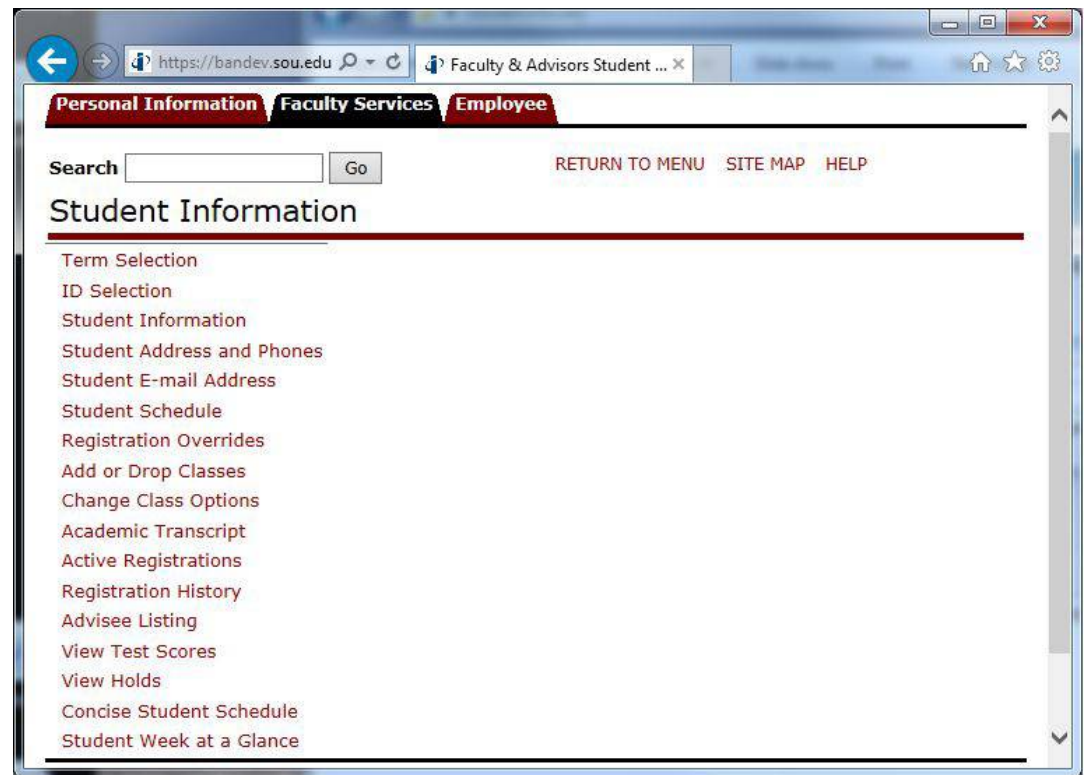 https://bandev.sou.edu
Faculty & Advisors Student ...
Personal Information Faculty Services Employee
Search Go RETURN TO MENU SITE MAP HELP
Student Information
Term Selection
ID Selection
Student Information
Student Address and Phones
Student E-mail Address
Student Schedule
Registration Overrides
Add or Drop Classes
Change Class Options
Academic Transcript
Active Registrations
Registration History
Advisee Listing
View Test Scores
View Holds
Concise Student Schedule
Student Week at a Glance